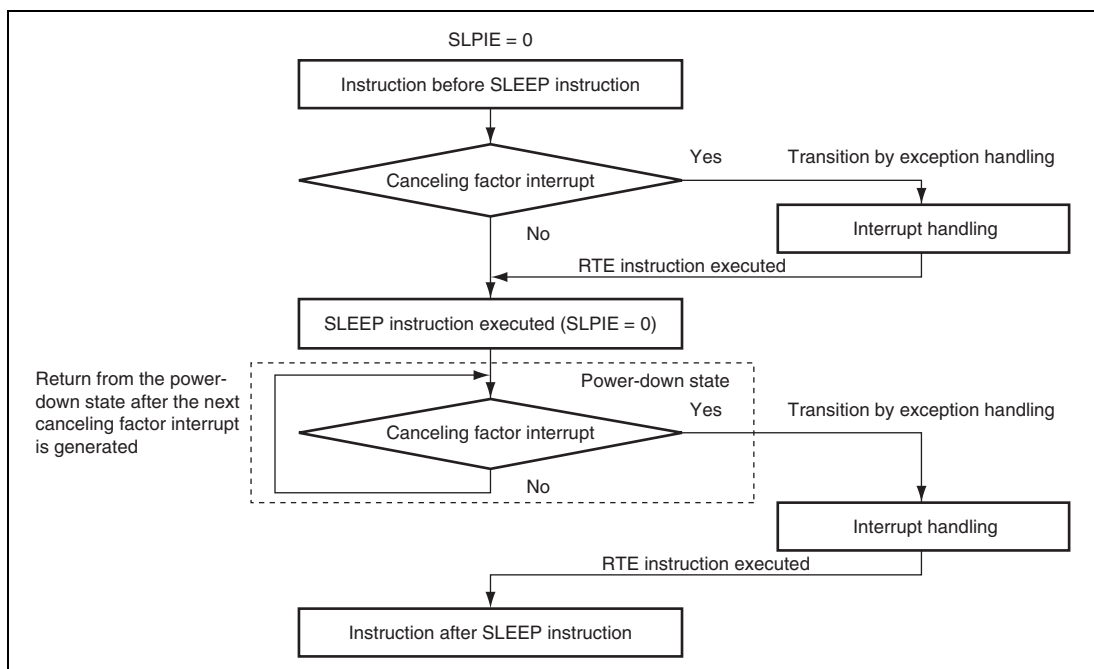 SLPIE = 0
Instruction before SLEEP instruction
Yes
Transition by exception handling
Canceling factor interrupt
Interrupt handling
No
RTE instruction executed
SLEEP instruction executed (SLPIE = 0)
Return from the power-
down state after the next
canceling factor interrupt
is generated
Power-down state
Yes
Transition by exception handling
Canceling factor interrupt
No
Interrupt handling
RTE instruction executed
Instruction after SLEEP instruction